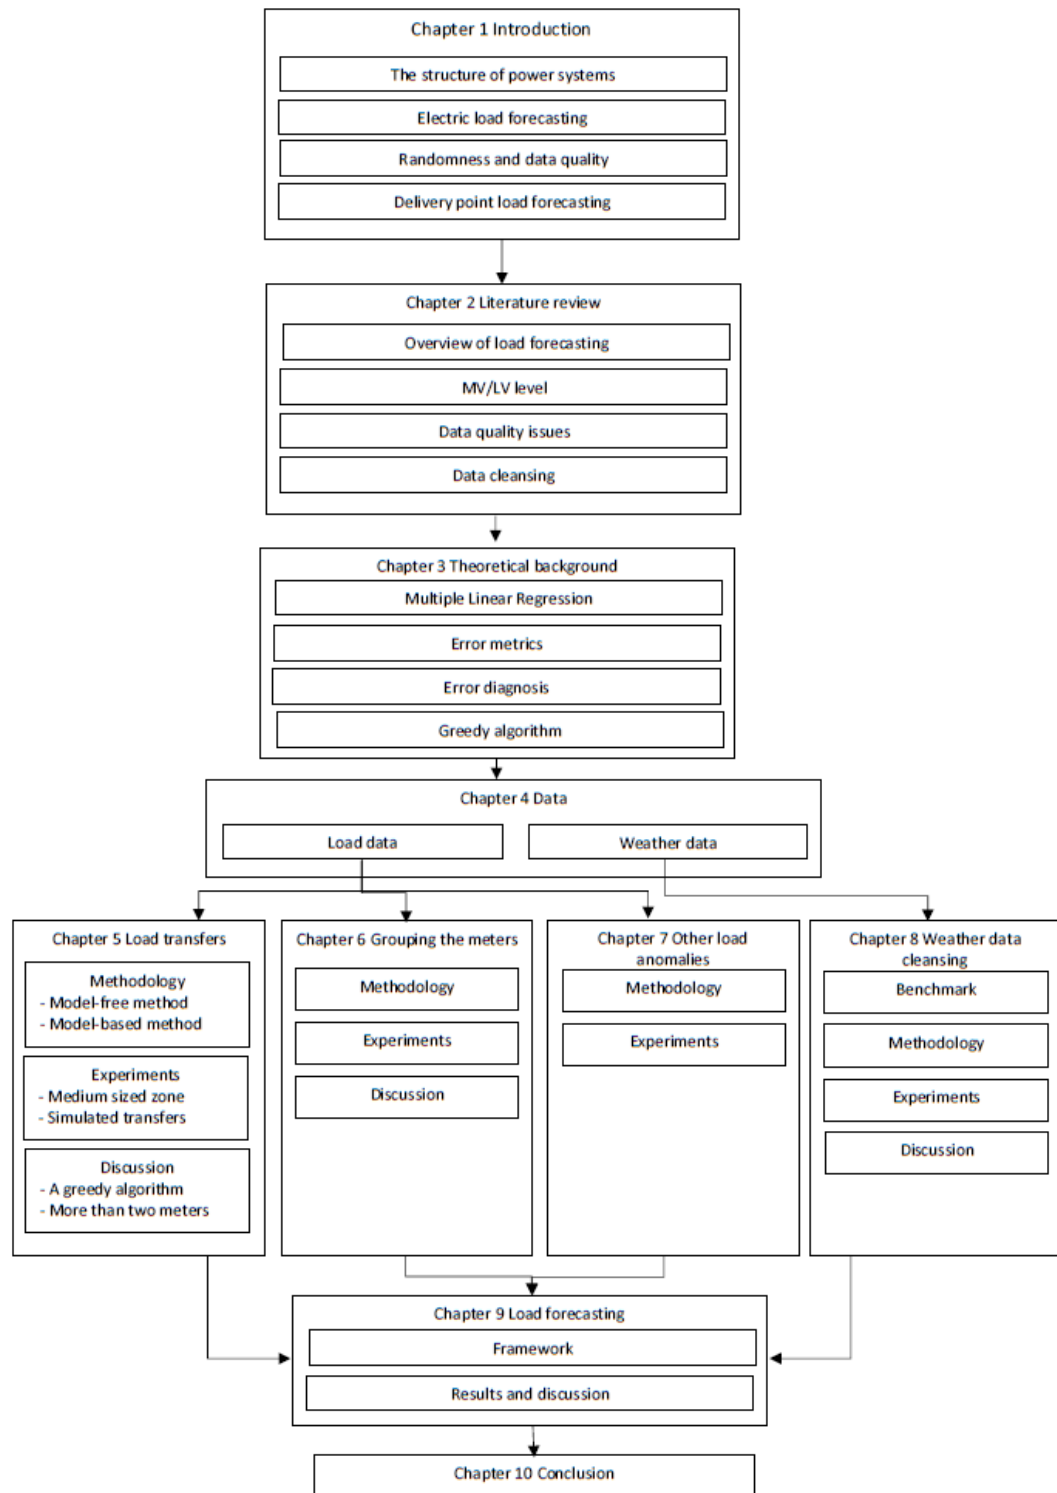 Chapter 1 Introduction
The structure of power systems
Electric load forecasting
Randomness and data quality
Delivery point load forecasting
Chapter 2 Literature review
Overview of load forecasting
MV/LV level
Data quality issues
Data cleansing
Chapter 3 Theoretical background
Multiple Linear Regression
Error metrics
Error diagnosis
Greedy algorithm
Chapter 4 Data
Load data
Weather data
Chapter 5 Load transfers
Methodology
- Model-free method
- Model-based method
Experiments
- Medium sized zone
- Simulated transfers
Discussion
- A greedy algorithm
- More than two meters
Chapter 6 Grouping the meters
Methodology
Experiments
Discussion
Chapter 7 Other load
anomalies
Methodology
Experiments
Chapter 8 Weather data
cleansing
Benchmark
Methodology
Experiments
Discussion
Chapter 9 Load forecasting
Framework
Results and discussion
Chapter 10 Conclusion